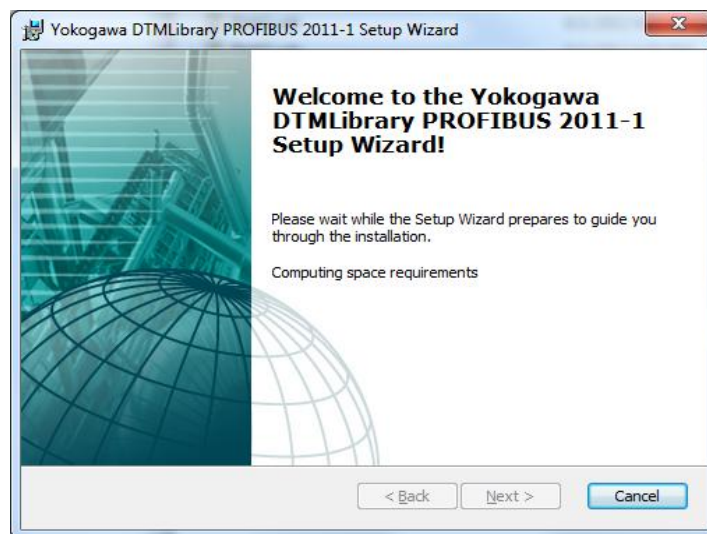 Yokogawa DTMLibrary PROFIBUS 2011-1 Setup Wizard
Welcome to the Yokogawa
DTMLibrary PROFIBUS 2011-1
Setup Wizard!
Please wait while the Setup Wizard prepares to guide you
through the installation.
Computing space requirements
< Back
Next >
Cancel